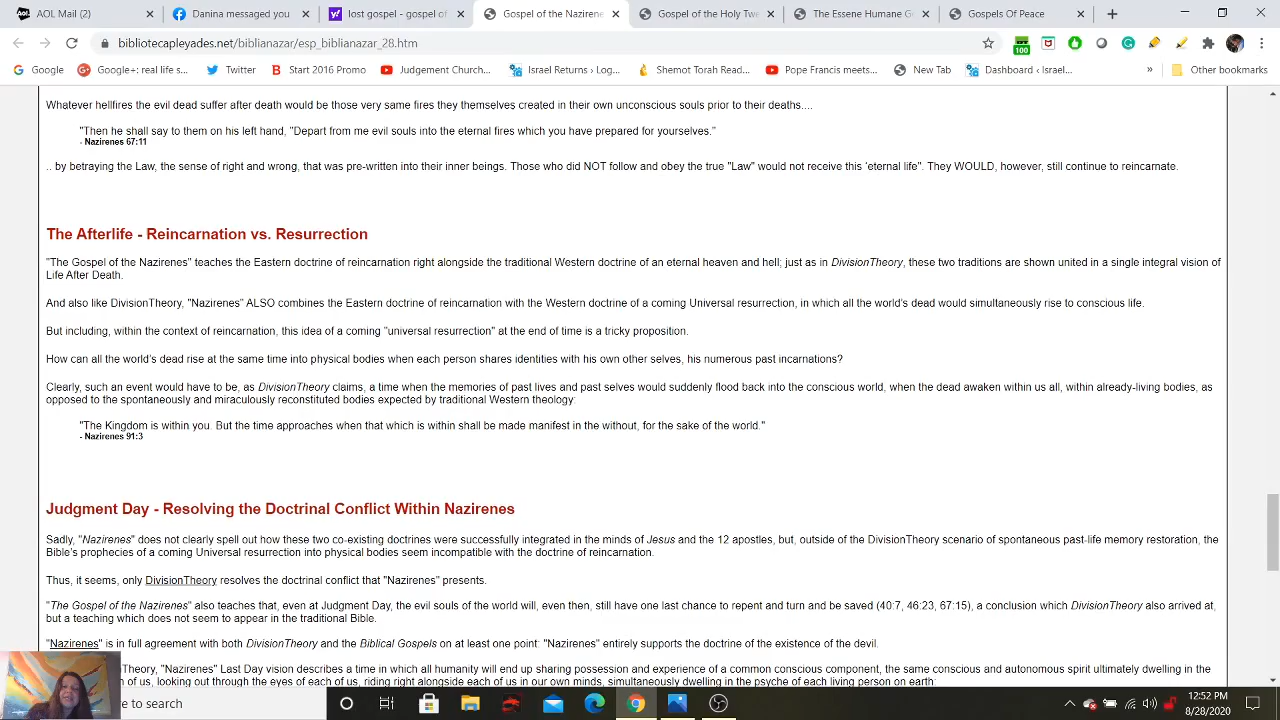 AOL Mail (2)
Danina messaged you
lost gospel - gospel of
Gospel of the Nazirene
Gospel of the Holy Twe
The Essene Humane G
Gospels Of Peace
bibliotecapleyades.net/biblianazar/esp_biblianazar_28.htm
100
Google
Google+: real life s...
Twitter
Start 2016 Promo
Judgement Church...
Israel Returns › Log...
Shemot Torah Read...
Pope Francis meets...
New Tab
Dashboard ‹ Israel...
»
Other bookmarks
Whatever hellfires the evil dead suffer after death would be those very same fires they themselves created in their own unconscious souls prior to their deaths....
"Then he shall say to them on his left hand, "Depart from me evil souls into the eternal fires which you have prepared for yourselves."
- Nazirenes 67:11
.. by betraying the Law, the sense of right and wrong, that was pre-written into their inner beings. Those who did NOT follow and obey the true "Law" would not receive this 'eternal life". They WOULD, however, still continue to reincarnate.
The Afterlife - Reincarnation vs. Resurrection
"The Gospel of the Nazirenes" teaches the Eastern doctrine of reincarnation right alongside the traditional Western doctrine of an eternal heaven and hell; just as in DivisionTheory, these two traditions are shown united in a single integral vision of
Life After Death.
And also like DivisionTheory, "Nazirenes" ALSO combines the Eastern doctrine of reincarnation with the Western doctrine of a coming Universal resurrection, in which all the world's dead would simultaneously rise to conscious life.
But including, within the context of reincarnation, this idea of a coming "universal resurrection" at the end of time is a tricky proposition.
How can all the world's dead rise at the same time into physical bodies when each person shares identities with his own other selves, his numerous past incarnations?
Clearly, such an event would have to be, as DivisionTheory claims, a time when the memories of past lives and past selves would suddenly flood back into the conscious world, when the dead awaken within us all, within already-living bodies, as
opposed to the spontaneously and miraculously reconstituted bodies expected by traditional Western theology:
"The Kingdom is within you. But the time approaches when that which is within shall be made manifest in the without, for the sake of the world."
- Nazirenes 91:3
Judgment Day - Resolving the Doctrinal Conflict Within Nazirenes
Sadly, "Nazirenes" does not clearly spell out how these two co-existing doctrines were successfully integrated in the minds of Jesus and the 12 apostles, but, outside of the DivisionTheory scenario of spontaneous past-life memory restoration, the
Bible's prophecies of a coming Universal resurrection into physical bodies seem incompatible with the doctrine of reincarnation.
Thus, it seems, only DivisionTheory resolves the doctrinal conflict that "Nazirenes" presents.
"The Gospel of the Nazirenes" also teaches that, even at Judgment Day, the evil souls of the world will, even then, still have one last chance to repent and turn and be saved (40:7, 46:23, 67:15), a conclusion which DivisionTheory also arrived at,
but a teaching which does not seem to appear in the traditional Bible.
"Nazirenes" is in full agreement with both DivisionTheory and the Biblical Gospels on at least one point: "Nazirenes" entirely supports the doctrine of the existence of the devil.
Theory, "Nazirenes" Last Day vision describes a time in which all humanity will end up sharing possession and experience of a common conscious component, the same conscious and autonomous spirit ultimately dwelling in the
of us, looking out through the eyes of each of us, riding right alongside each of us in our own minds, simultaneously dwelling in the psyche of each living person on earth:
e to search
12:52 PM
8/28/2020